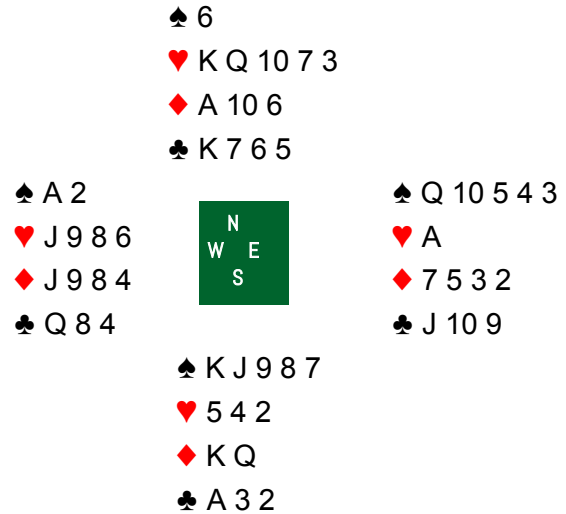 ♠ 6
♥ K Q 10 7 3
♦ A 10 6
♣ K 7 6 5
♠ A 2
♥ J 9 8 6
♦ J 9 8 4
♣ Q 8 4
N
W E
S
♠ Q 10 5 4 3
♥ A
♦ 7 5 3 2
♣ J 10 9
♠ K J 9 8 7
♥ 5 4 2
♦ K Q
♣ A 3 2